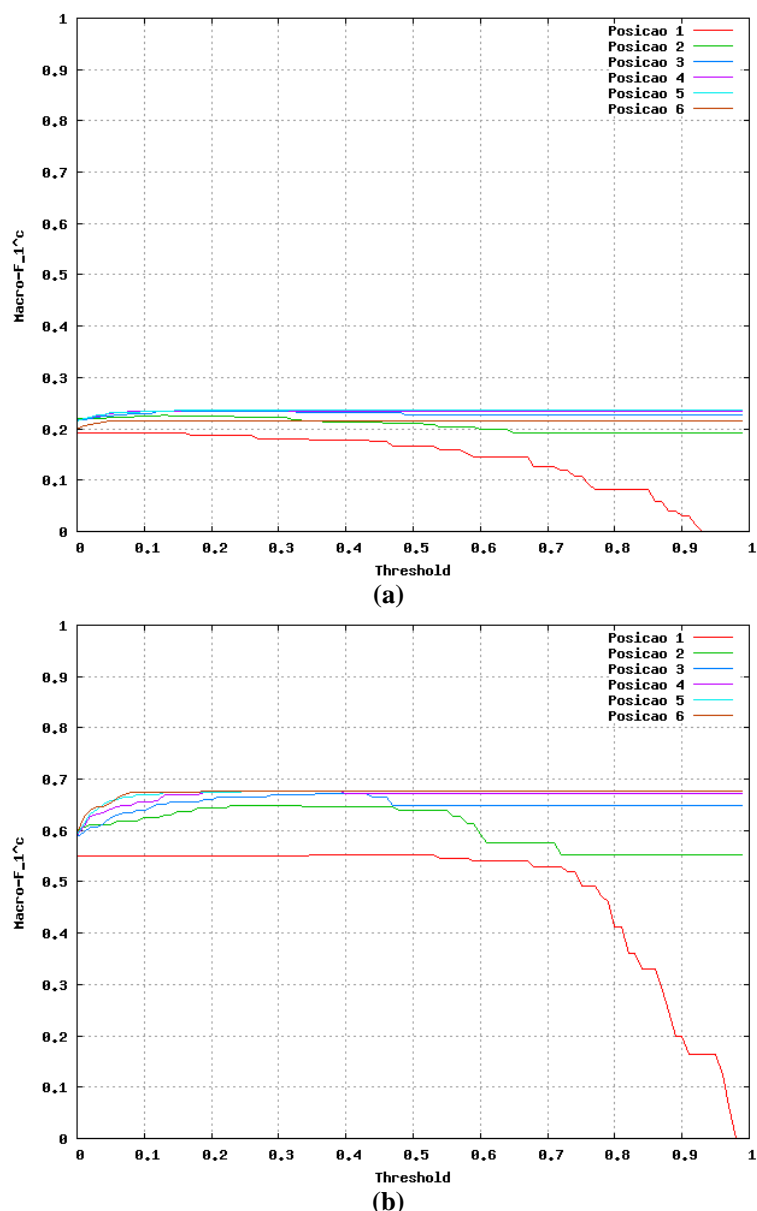 1
Posicao 1
Posicao 2
0.9
Posicao 3
Posicao 4
Posicao 5
0.8
Posicao 6
0.7
0.6
Macro-F_1^c
0.5
0.4
0.3
0.2
0.1
0
0 0.1 0.2 0.3 0.4 0.5 0.6 0.7 0.8 0.9 1
Threshold
(a)
1
Posicao 1
Posicao 2
0.9
Posicao 3
Posicao 4
Posicao 5
0.8
Posicao 6
0.7
0.6
Macro-F_1^c
0.5
0.4
0.3
0.2
0.1
0
0 0.1 0.2 0.3 0.4 0.5 0.6 0.7 0.8 0.9 1
Threshold
(b)